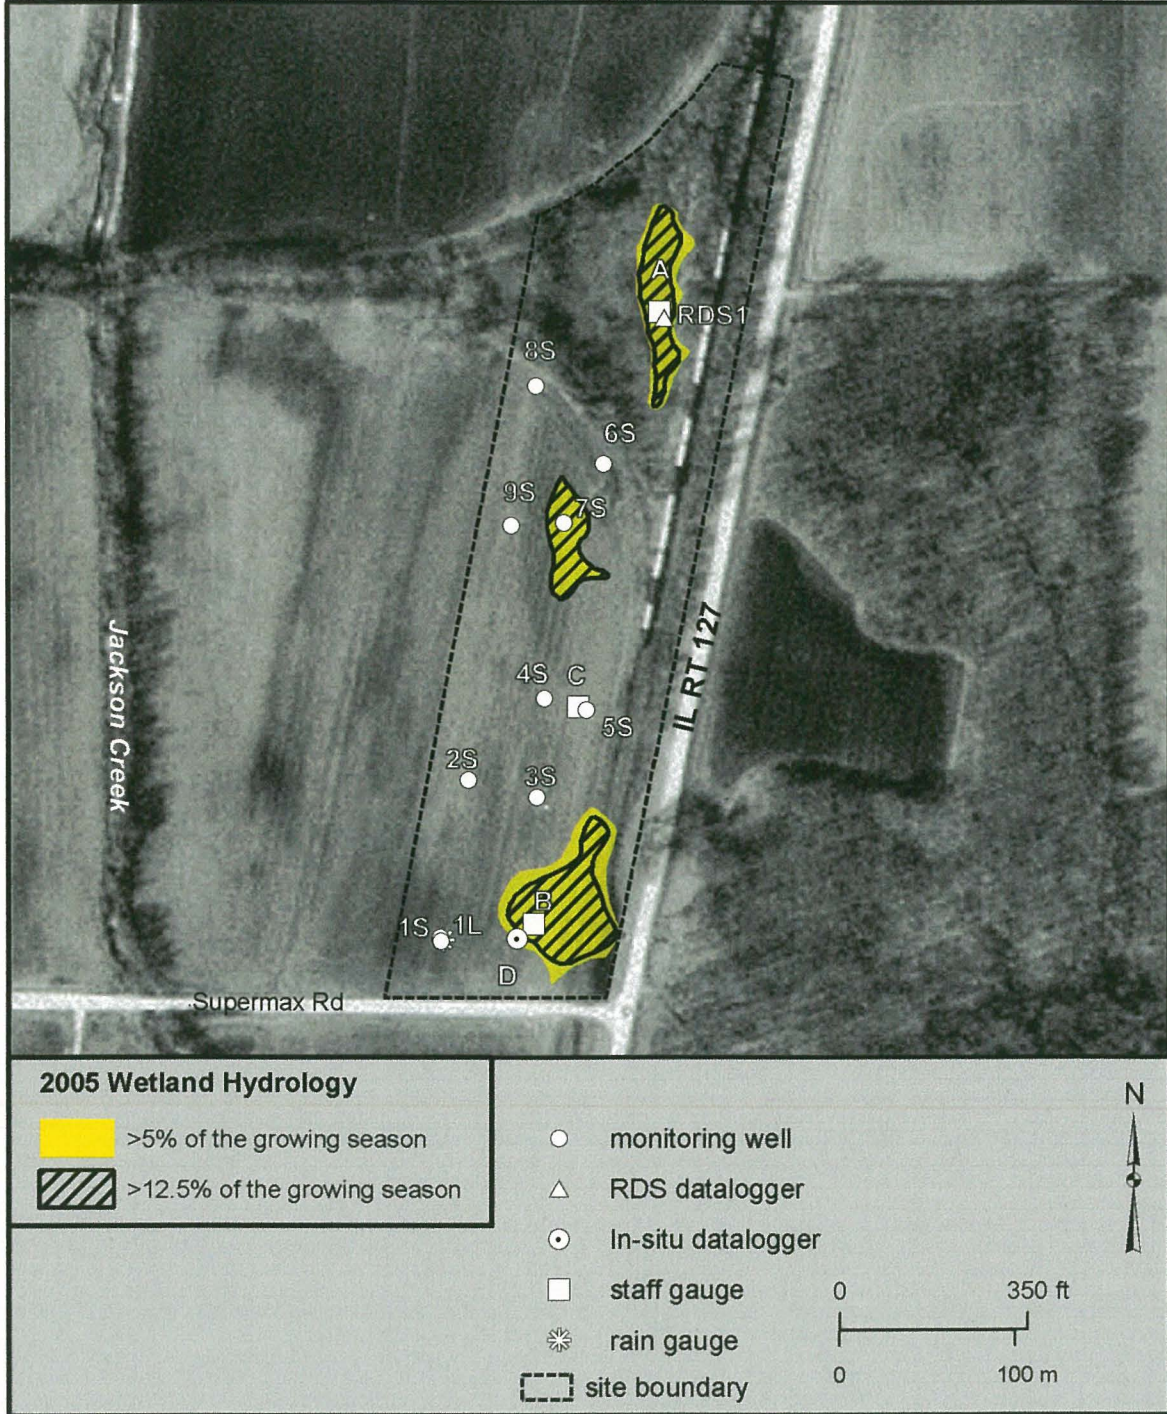 A
RDS1
8S
6S
9S
7S
4S
C
5S
2S
3S
Jackson Creek
IL RT 127
B
1S
1L
D
Supermax Rd
2005 Wetland Hydrology
>5% of the growing season
>12.5% of the growing season
monitoring well
RDS datalogger
In-situ datalogger
staff gauge
rain gauge
site boundary
N
0 350 ft
0 100 m